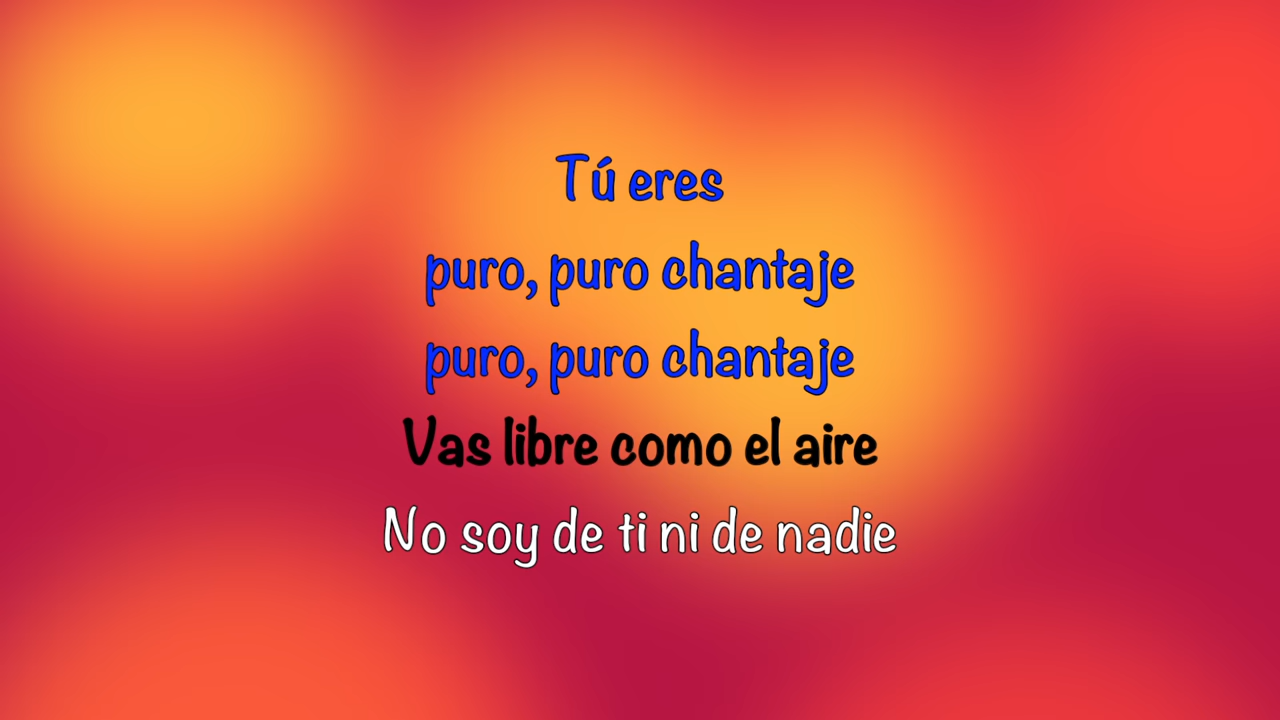 Tú eres
puro, puro chantaje
puro, puro chantaje
Vas libre como el aire
No soy de ti ni de nadie